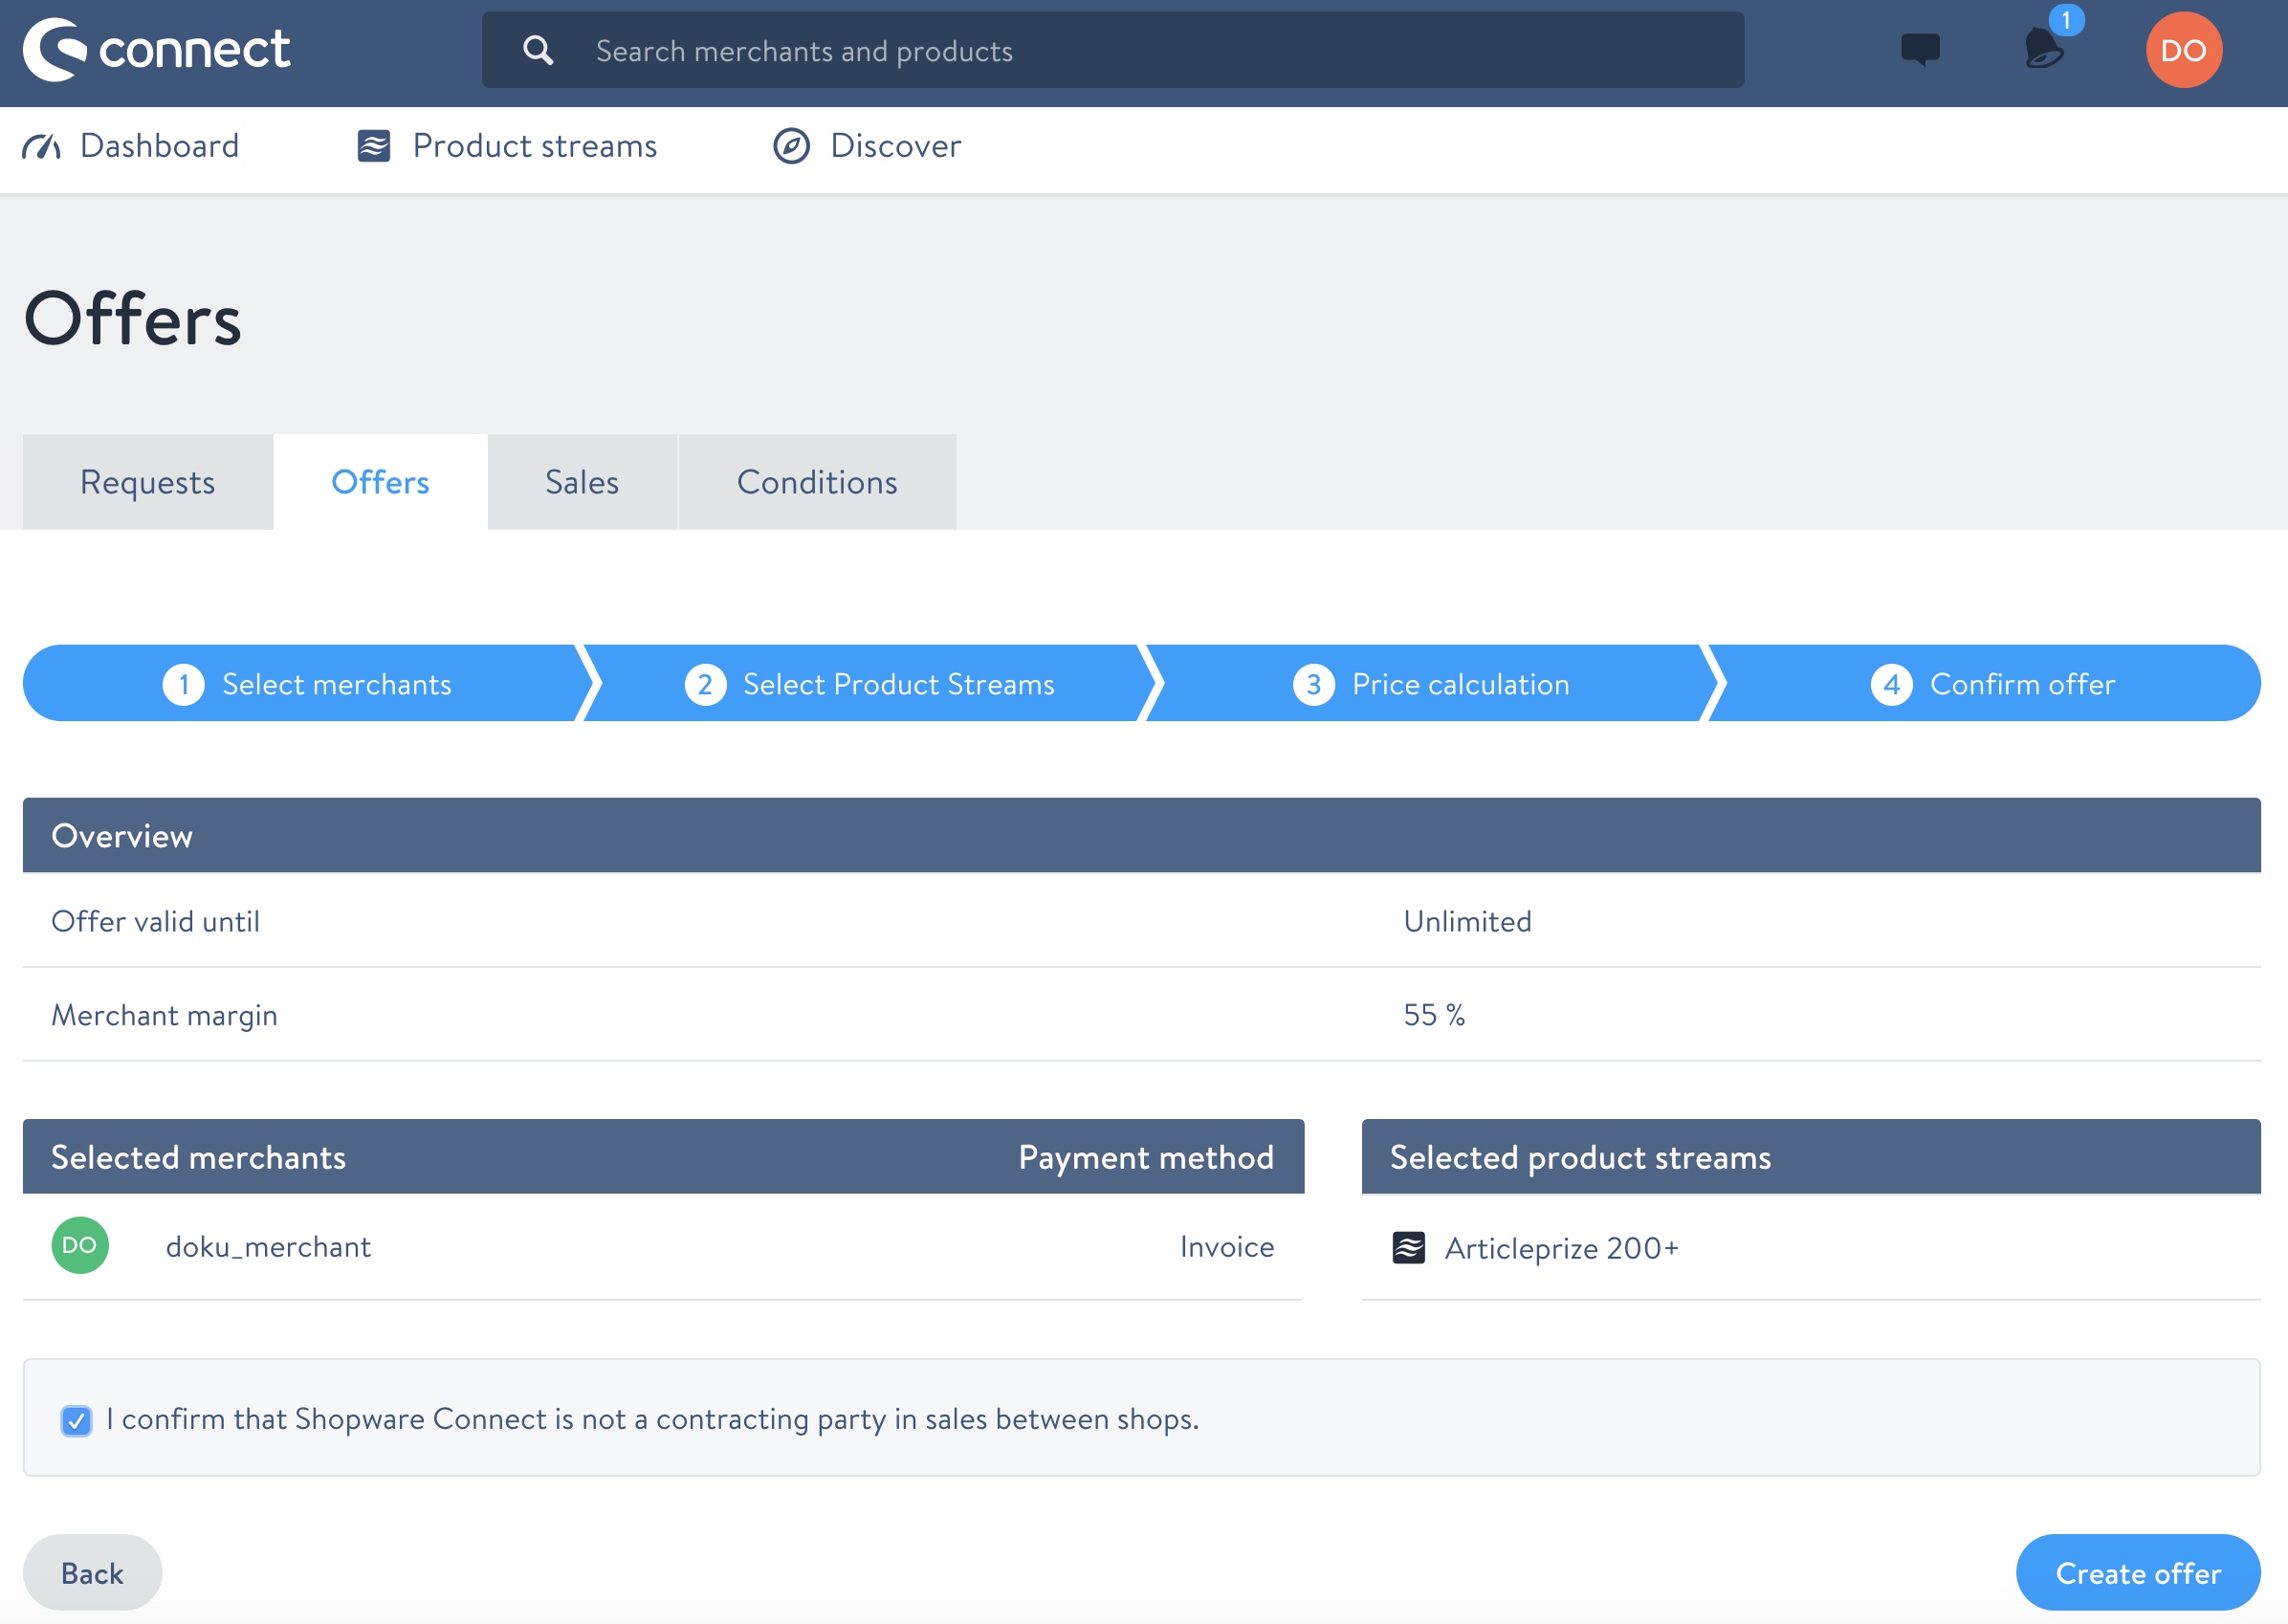 connect
Search merchants and products
1
DO
Dashboard
Product streams
Discover
Offers
Requests
Offers
Sales
Conditions
1 Select merchants
2 Select Product Streams
3 Price calculation
4 Confirm offer
Overview
Offer valid until Unlimited
Merchant margin 55 %
Selected merchants Payment method
DO doku_merchant Invoice
Selected product streams
Articleprize 200+
I confirm that Shopware Connect is not a contracting party in sales between shops.
Back
Create offer